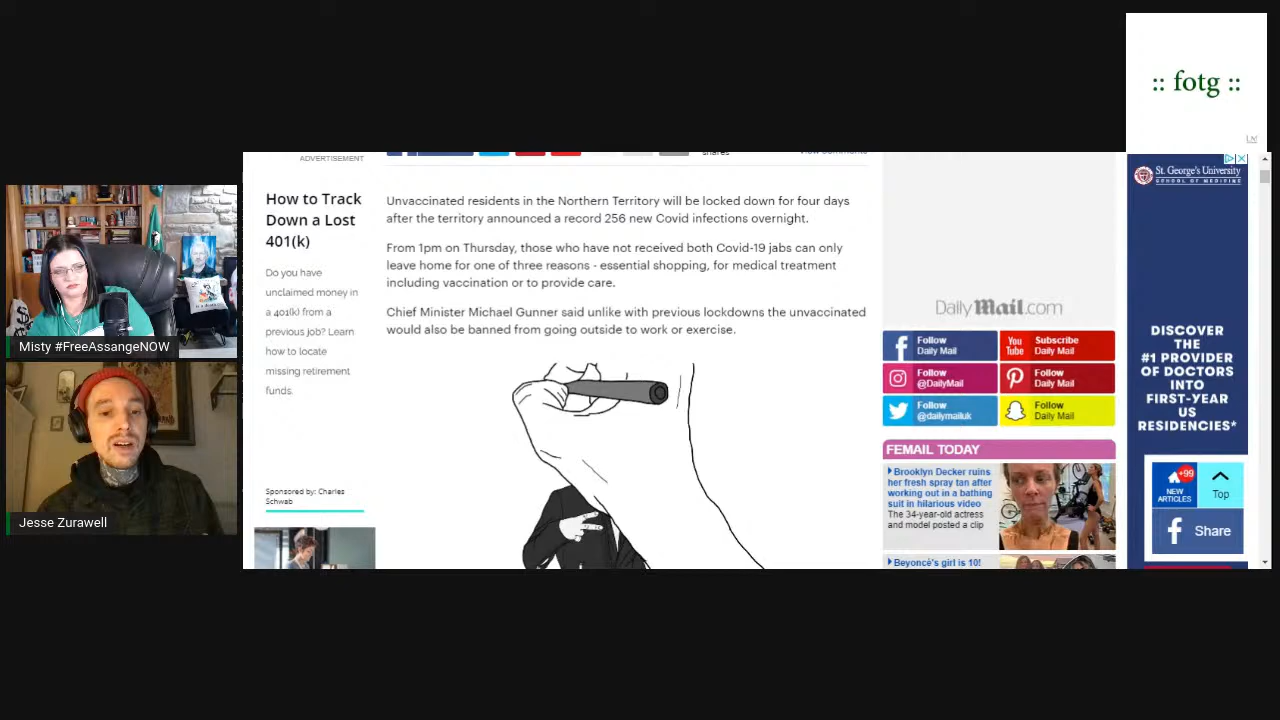 :: fotg ::
ADVERTISEMENT
How to Track
Down a Lost
401(k)
Do you have
unclaimed money in
a 401(k) from a
previous job? Learn
how to locate
missing retirement
funds.
Sponsored by: Charles
Schwab
shares
View comments
Unvaccinated residents in the Northern Territory will be locked down for four days
after the territory announced a record 256 new Covid infections overnight.
From 1pm on Thursday, those who have not received both Covid-19 jabs can only
leave home for one of three reasons - essential shopping, for medical treatment
including vaccination or to provide care.
Chief Minister Michael Gunner said unlike with previous lockdowns the unvaccinated
would also be banned from going outside to work or exercise.
DailyMail.com
Follow
Daily Mail
Subscribe
Daily Mail
Follow
@DailyMail
Follow
Daily Mail
Follow
@dailymailuk
Follow
Daily Mail
You
Tube
FEMAIL TODAY
Brooklyn Decker ruins
her fresh spray tan after
working out in a bathing
suit in hilarious video
The 34-year-old actress
and model posted a clip
Beyoncé's girl is 10!
St. George's University
SCHOOL OF MEDICINE
DISCOVER
THE
#1 PROVIDER
OF DOCTORS
INTO
FIRST-YEAR
US
RESIDENCIES*
+99
NEW
ARTICLES
Top
Share
Misty #FreeAssangeNOW
Jesse Zurawell